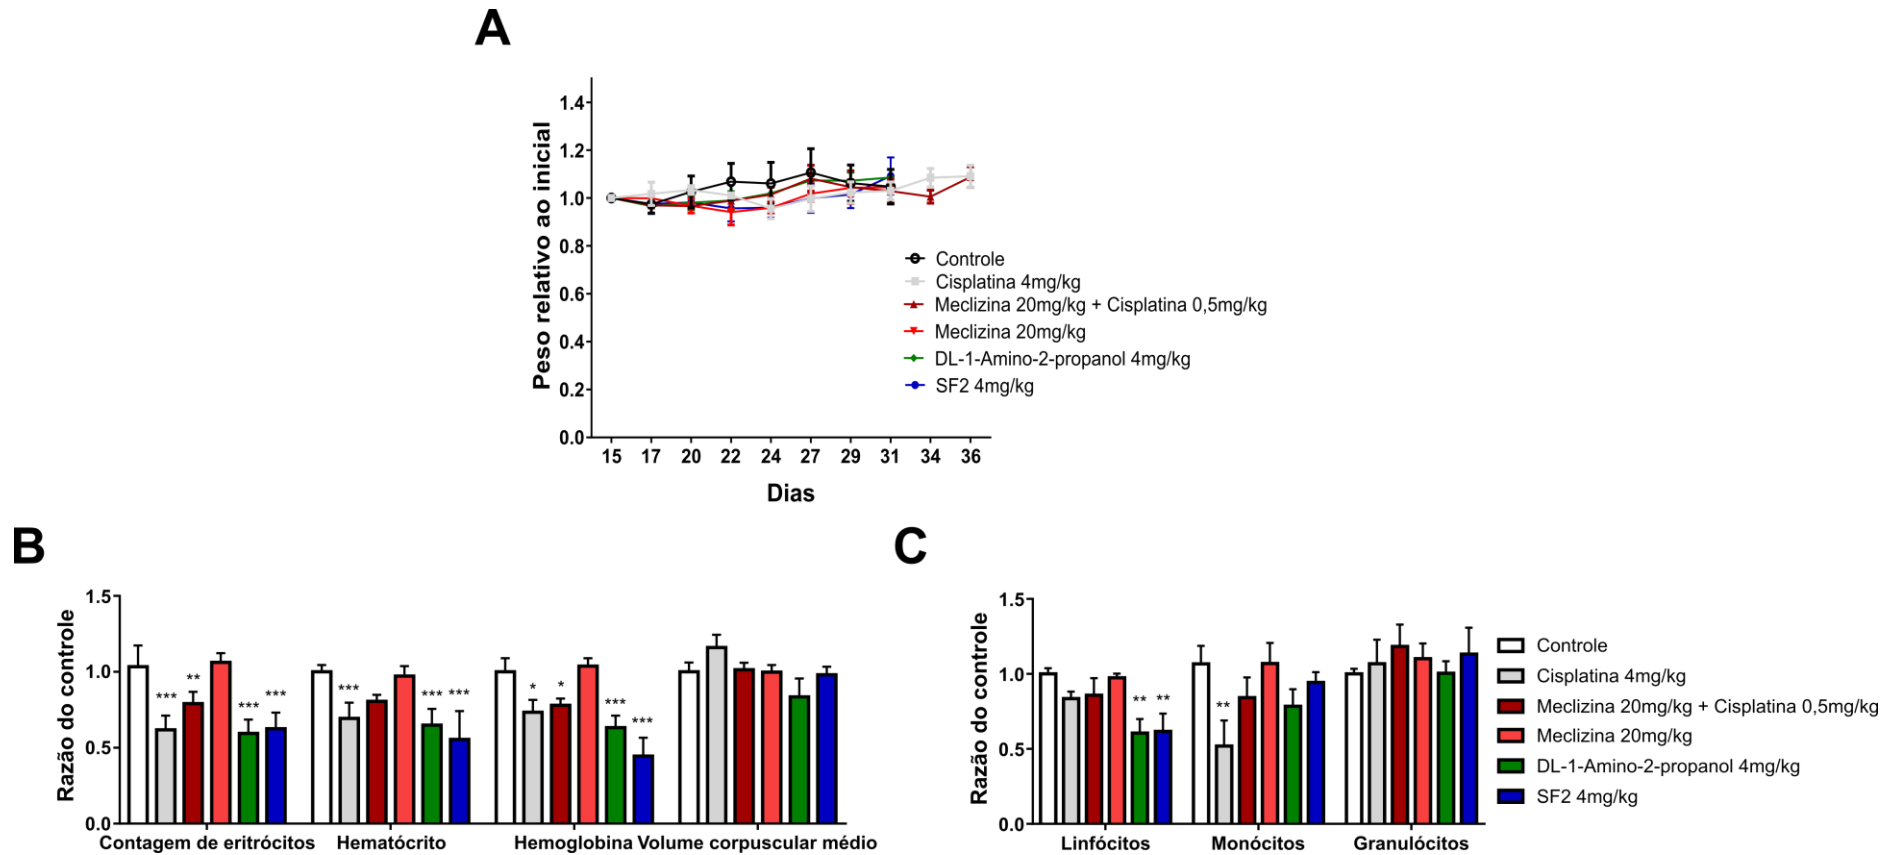 A
Peso relativo ao inicial
1.4
1.2
1.0
0.8
0.6
0.4
0.2
0.0
15 17 20 22 24 27 29 31 34 36
Dias
Controle
Cisplatina 4mg/kg
Meclizina 20mg/kg + Cisplatina 0,5mg/kg
Meclizina 20mg/kg
DL-1-Amino-2-propanol 4mg/kg
SF2 4mg/kg
B
Razão do controle
1.5
1.0
0.5
0.0
*** ** *** ***
*** *** ***
* * *** ***
Contagem de eritrócitos Hematócrito Hemoglobina Volume corpuscular médio
C
Razão do controle
1.5
1.0
0.5
0.0
** **
**
Linfócitos Monócitos Granulócitos
Controle
Cisplatina 4mg/kg
Meclizina 20mg/kg + Cisplatina 0,5mg/kg
Meclizina 20mg/kg
DL-1-Amino-2-propanol 4mg/kg
SF2 4mg/kg